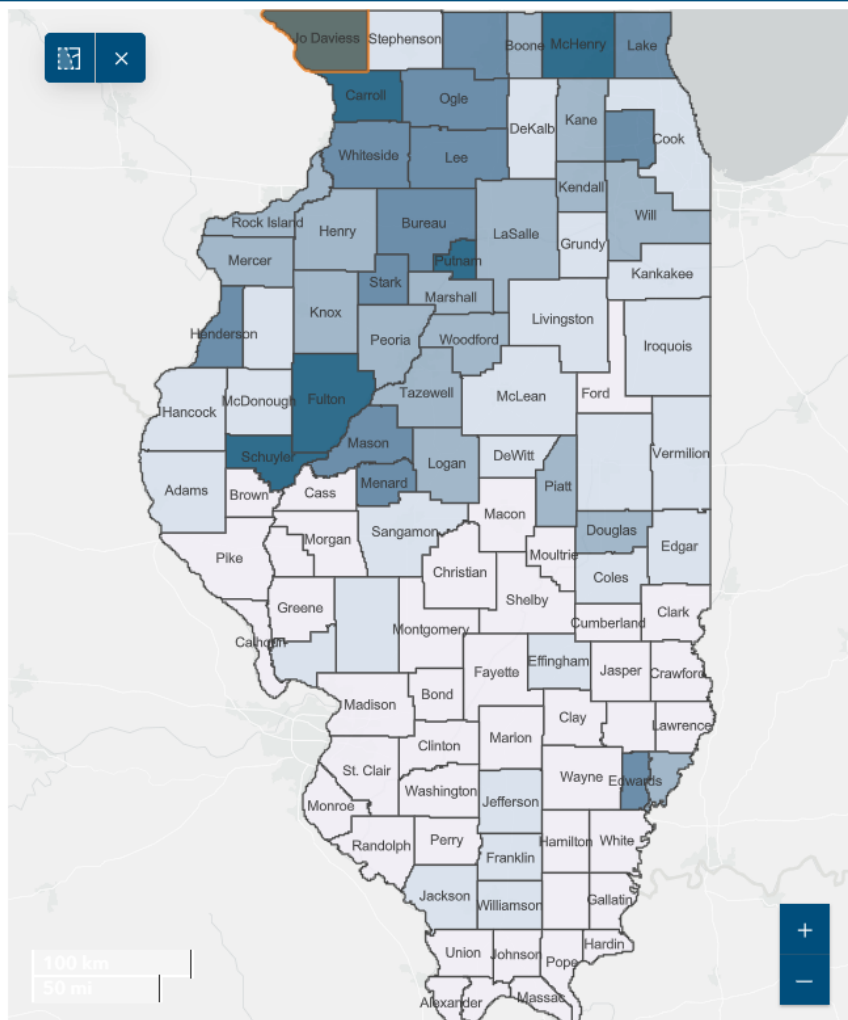 Jo Daviess
Stephenson
Boone
McHenry
Lake
Carroll
Ogle
DeKalb
Kane
Cook
Whiteside
Lee
Kendall
Rock Island
Henry
Bureau
LaSalle
Will
Grundy
Mercer
Putnam
Kankakee
Stark
Marshall
Henderson
Knox
Peoria
Woodford
Livingston
Iroquois
Hancock
McDonough
Fulton
Tazewell
McLean
Ford
Mason
Schuyler
Logan
DeWitt
Vermilion
Adams
Brown
Cass
Menard
Piatt
Macon
Sangamon
Douglas
Pike
Morgan
Moultrie
Edgar
Christian
Coles
Greene
Shelby
Clark
Montgomery
Cumberland
Calhoun
Effingham
Fayette
Jasper
Crawford
Madison
Bond
Clay
Lawrence
Clinton
Marion
St. Clair
Wayne
Edwards
Washington
Jefferson
Monroe
Randolph
Perry
Hamilton
White
Franklin
Jackson
Williamson
Gallatin
Union
Johnson
Pope
Hardin
Alexander
Massac
100 km
50 mi
+
−